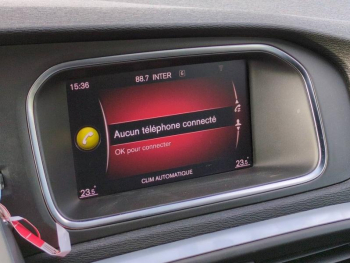 15:36 88.7 INTER
Aucun téléphone connecté
OK pour connecter
23.5° 23.5°
CLIM AUTOMATIQUE